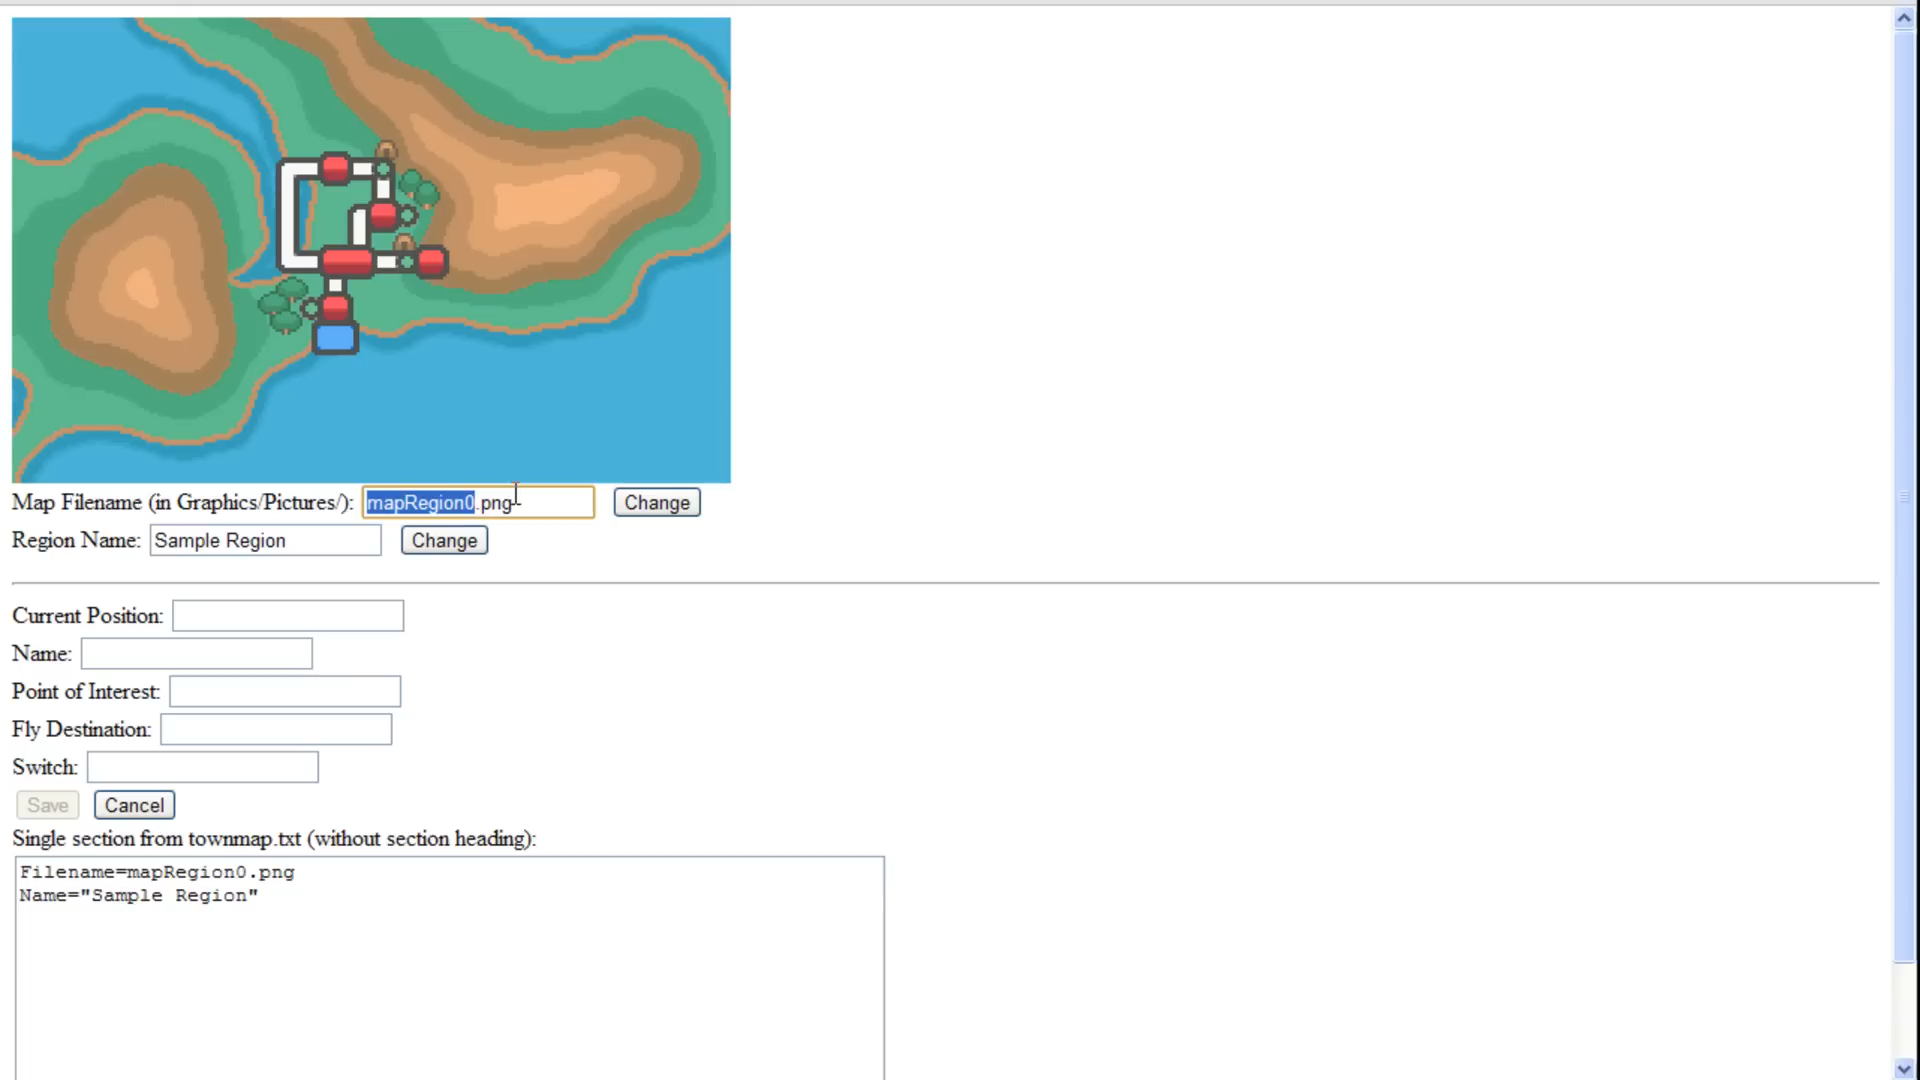 Map Filename (in Graphics/Pictures/): mapRegion0.png Change
Region Name: Sample Region Change
Current Position:
Name:
Point of Interest:
Fly Destination:
Switch:
Save Cancel
Single section from townmap.txt (without section heading):
Filename=mapRegion0.png
Name="Sample Region"